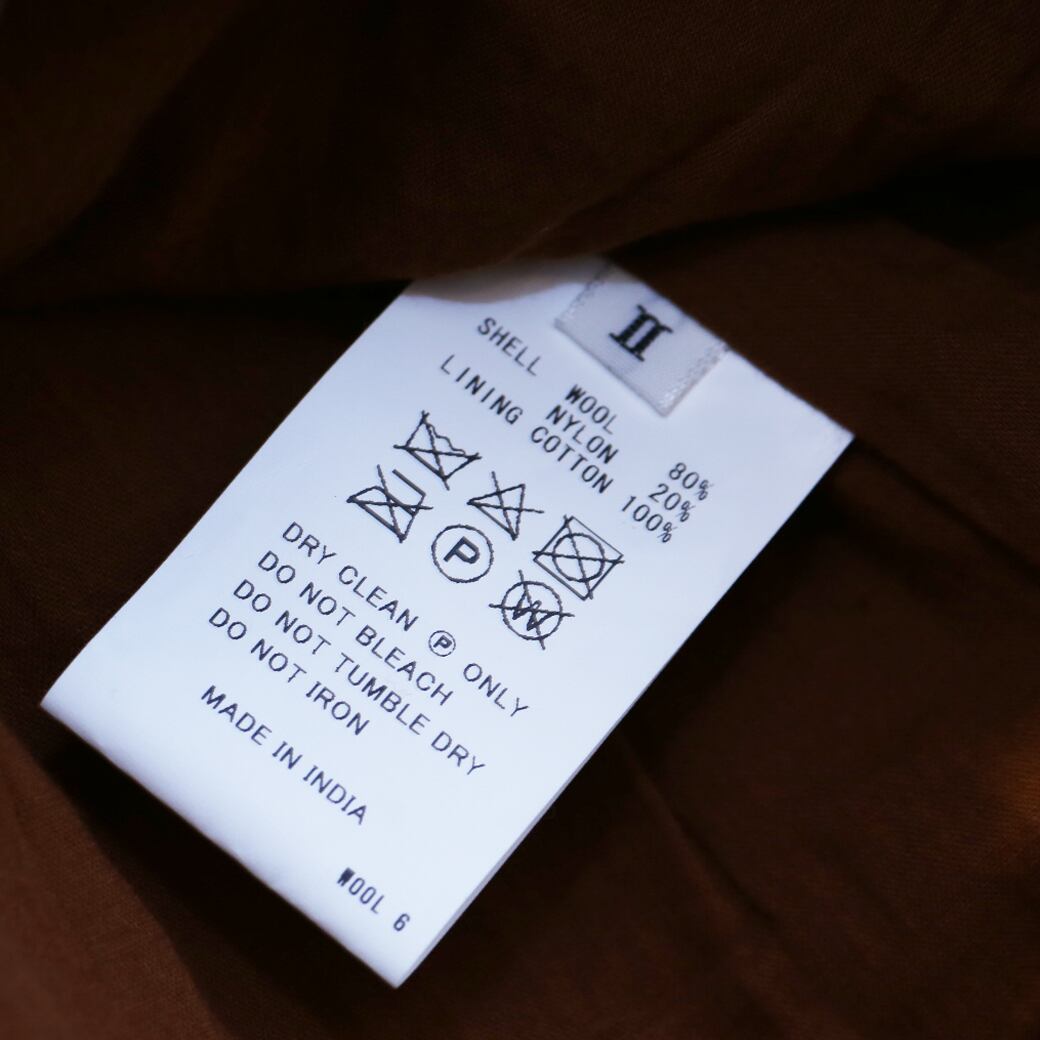 II
SHELL WOOL 80%
NYLON 20%
LINING COTTON 100%
P
W
DRY CLEAN Ⓟ ONLY
DO NOT BLEACH
DO NOT TUMBLE DRY
DO NOT IRON
MADE IN INDIA
WOOL 6